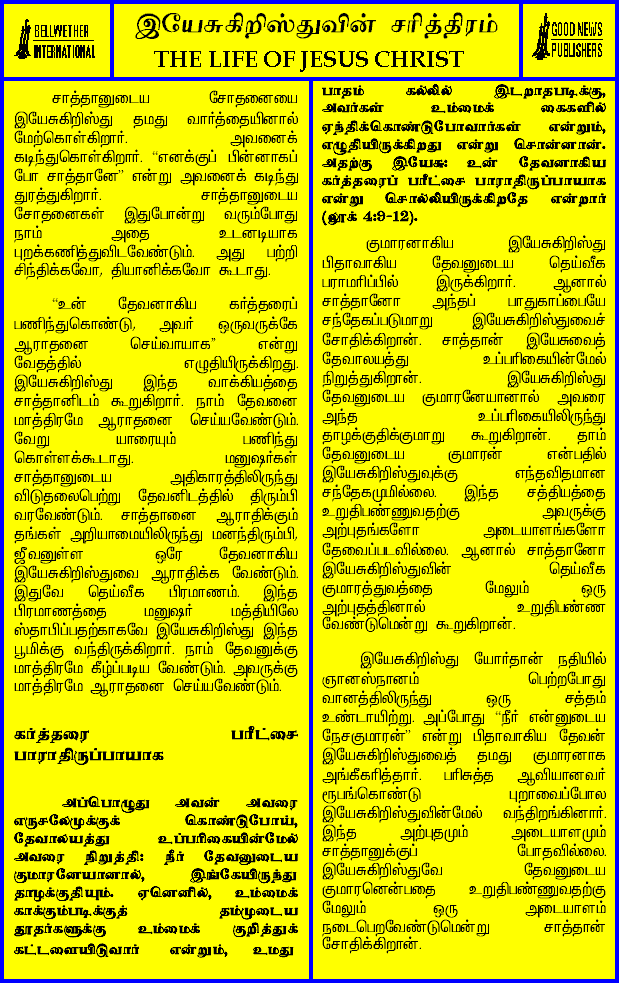 BELLWETHER
INTERNATIONAL
இயேசுகிறிஸ்துவின் சரித்திரம்
THE LIFE OF JESUS CHRIST
GOOD NEWS
PUBLISHERS
சாத்தானுடைய சோதனையை
இயேசுகிறிஸ்து தமது வார்த்தையினால்
மேற்கொள்கிறார். அவனைக்
கடிந்துகொள்கிறார். “எனக்குப் பின்னாகப்
போ சாத்தானே” என்று அவனைக் கடிந்து
துரத்துகிறார். சாத்தானுடைய
சோதனைகள் இதுபோன்று வரும்போது
நாம் அதை உடனடியாக
புறக்கணித்துவிடவேண்டும். அது பற்றி
சிந்திக்கவோ, தியானிக்கவோ கூடாது.
“உன் தேவனாகிய கர்த்தரைப்
பணிந்துகொண்டு, அவர் ஒருவருக்கே
ஆராதனை செய்வாயாக” என்று
வேதத்தில் எழுதியிருக்கிறது.
இயேசுகிறிஸ்து இந்த வாக்கியத்தை
சாத்தானிடம் கூறுகிறார். நாம் தேவனை
மாத்திரமே ஆராதனை செய்யவேண்டும்.
வேறு யாரையும் பணிந்து
கொள்ளக்கூடாது. மனுஷர்கள்
சாத்தானுடைய அதிகாரத்திலிருந்து
விடுதலைபெற்று தேவனிடத்தில் திரும்பி
வரவேண்டும். சாத்தானை ஆராதிக்கும்
தங்கள் அறியாமையிலிருந்து மனந்திரும்பி,
ஜீவனுள்ள ஒரே தேவனாகிய
இயேசுகிறிஸ்துவை ஆராதிக்க வேண்டும்.
இதுவே தெய்வீக பிரமாணம். இந்த
பிரமாணத்தை மனுஷர் மத்தியிலே
ஸ்தாபிப்பதற்காகவே இயேசுகிறிஸ்து இந்த
பூமிக்கு வந்திருக்கிறார். நாம் தேவனுக்கு
மாத்திரமே கீழ்ப்படிய வேண்டும். அவருக்கு
மாத்திரமே ஆராதனை செய்யவேண்டும்.
கர்த்தரை பரீட்சை
பாராதிருப்பாயாக
அப்பொழுது அவன் அவரை
எருசலேமுக்குக் கொண்டுபோய்,
தேவாலயத்து உப்பரிகையின்மேல்
அவரை நிறுத்தி: நீர் தேவனுடைய
குமாரனேயானால், இங்கேயிருந்து
தாழக்குதியும். ஏனெனில், உம்மைக்
காக்கும்படிக்குத் தம்முடைய
தூதர்களுக்கு உம்மைக் குறித்துக்
கட்டளையிடுவார் என்றும், உமது
பாதம் கல்லில் இடறாதபடிக்கு,
அவர்கள் உம்மைக் கைகளில்
ஏந்திக்கொண்டுபோவார்கள் என்றும்,
எழுதியிருக்கிறது என்று சொன்னான்.
அதற்கு இயேசு: உன் தேவனாகிய
கர்த்தரைப் பரீட்சை பாராதிருப்பாயாக
என்று சொல்லியிருக்கிறதே என்றார்
(லூக் 4:9-12).
குமாரனாகிய இயேசுகிறிஸ்து
பிதாவாகிய தேவனுடைய தெய்வீக
பராமரிப்பில் இருக்கிறார். ஆனால்
சாத்தானோ அந்தப் பாதுகாப்பையே
சந்தேகப்படுமாறு இயேசுகிறிஸ்துவைச்
சோதிக்கிறான். சாத்தான் இயேசுவைத்
தேவாலயத்து உப்பரிகையின்மேல்
நிறுத்துகிறான். இயேசுகிறிஸ்து
தேவனுடைய குமாரனேயானால் அவரை
அந்த உப்பரிகையிலிருந்து
தாழக்குதிக்குமாறு கூறுகிறான். தாம்
தேவனுடைய குமாரன் என்பதில்
இயேசுகிறிஸ்துவுக்கு எந்தவிதமான
சந்தேகமுமில்லை. இந்த சத்தியத்தை
உறுதிபண்ணுவதற்கு அவருக்கு
அற்புதங்களோ அடையாளங்களோ
தேவைப்படவில்லை. ஆனால் சாத்தானோ
இயேசுகிறிஸ்துவின் தெய்வீக
குமாரத்துவத்தை மேலும் ஒரு
அற்புதத்தினால் உறுதிபண்ண
வேண்டுமென்று கூறுகிறான்.
இயேசுகிறிஸ்து யோர்தான் நதியில்
ஞானஸ்நானம் பெற்றபோது
வானத்திலிருந்து ஒரு சத்தம்
உண்டாயிற்று. அப்போது “நீர் என்னுடைய
நேசகுமாரன்” என்று பிதாவாகிய தேவன்
இயேசுகிறிஸ்துவைத் தமது குமாரனாக
அங்கீகரித்தார். பரிசுத்த ஆவியானவர்
ரூபங்கொண்டு புறாவைப்போல
இயேசுகிறிஸ்துவின்மேல் வந்திறங்கினார்.
இந்த அற்புதமும் அடையாளமும்
சாத்தானுக்குப் போதவில்லை.
இயேசுகிறிஸ்துவே தேவனுடைய
குமாரனென்பதை உறுதிபண்ணுவதற்கு
மேலும் ஒரு அடையாளம்
நடைபெறவேண்டுமென்று சாத்தான்
சோதிக்கிறான்.